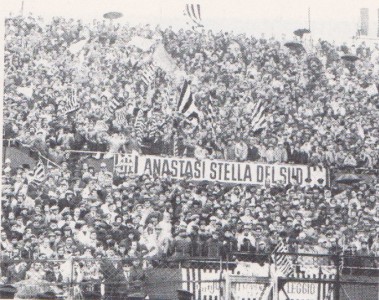 ANASTASI STELLA DEL SUD